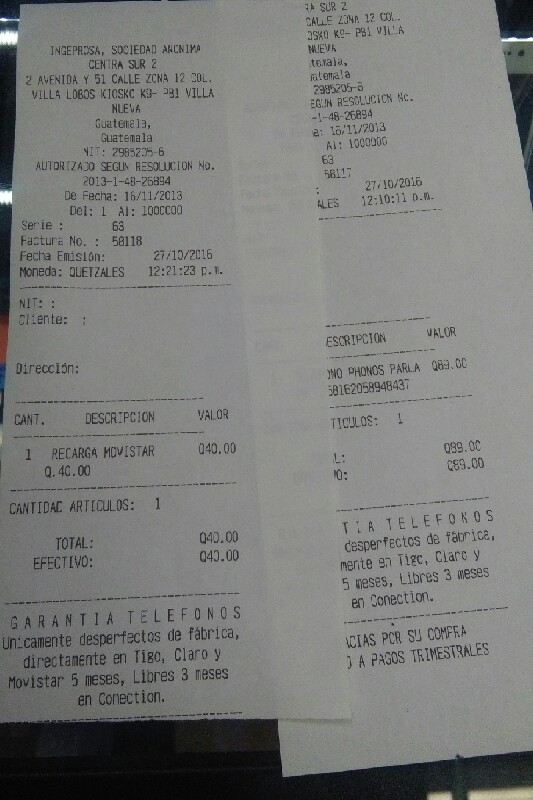 INGEPROSA, SOCIEDAD ANONIMA
CENTRA SUR 2
2 AVENIDA Y 51 CALLE ZONA 12 COL.
VILLA LOBOS KIOSKO K9- PB1 VILLA
NUEVA
Guatemala,
Guatemala
NIT: 2985205-6
AUTORIZADO SEGUN RESOLUCION No.
2013-1-48-26894
De Fecha: 16/11/2013
Del: 1 Al: 1000000
Serie : 63
Factura No. : 58118
Fecha Emisión: 27/10/2016
Moneda: QUETZALES 12:21:23 p.m.
NIT: :
Cliente: :
Dirección:
CANT. DESCRIPCION VALOR
1 RECARGA MOVISTAR Q40.00
Q.40.00
CANTIDAD ARTICULOS: 1
TOTAL: Q40.00
EFECTIVO: Q40.00
GARANTIA TELEFONOS
Unicamente desperfectos de fábrica,
directamente en Tigo, Claro y
Movistar 5 meses, Libres 3 meses
en Conection.
RA SUR 2
CALLE ZONA 12 COL.
OSKO K9- PB1 VILLA
NUEVA
temala,
atemala
2985205-6
EGUN RESOLUCION No.
-1-48-26894
a: 16/11/2013
Al: 1000000
63
58117
: 27/10/2016
ALES 12:10:11 p.m.
ESCRIPCION VALOR
ONO PHONOS PARLA Q89.00
58162058948437
TICULOS: 1
L: Q89.00
VO: Q89.00
TIA TELEFONOS
desperfectos de fábrica,
mente en Tigo, Claro y
5 meses, Libres 3 meses
en Conection.
ACIAS POR SU COMPRA
O A PAGOS TRIMESTRALES